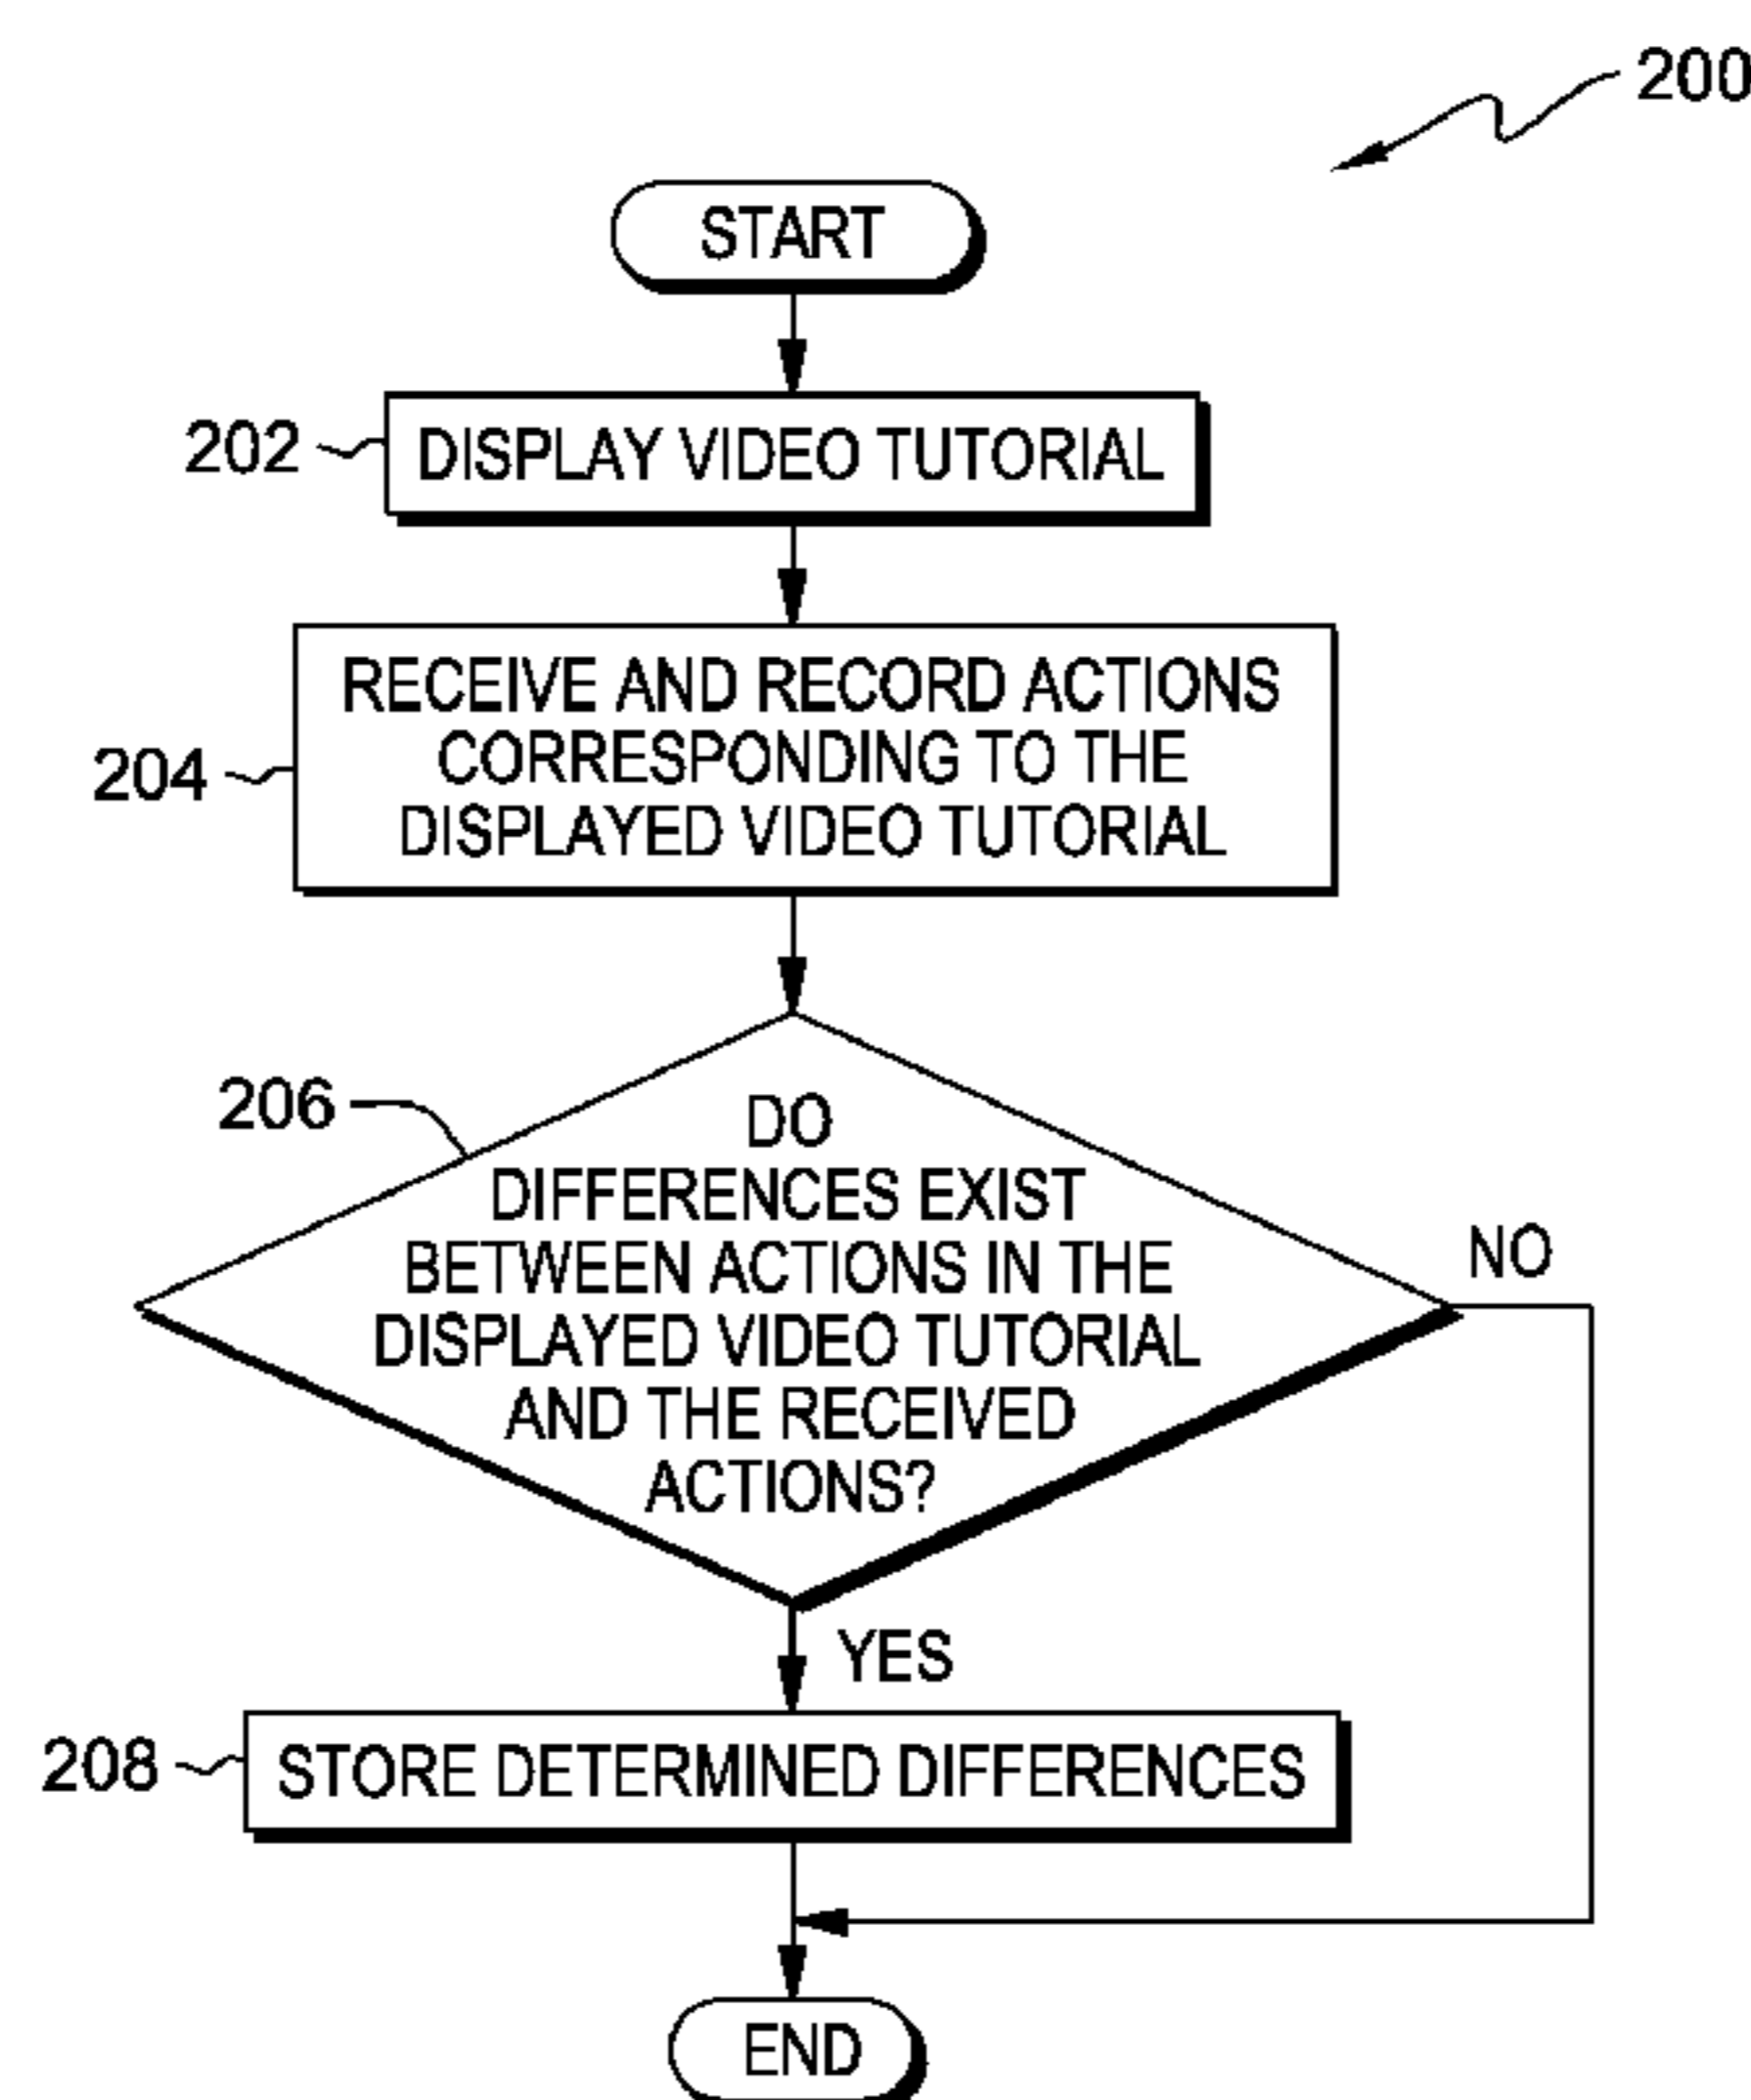 200
START
202
DISPLAY VIDEO TUTORIAL
204
RECEIVE AND RECORD ACTIONS
CORRESPONDING TO THE
DISPLAYED VIDEO TUTORIAL
206
DO
DIFFERENCES EXIST
BETWEEN ACTIONS IN THE
DISPLAYED VIDEO TUTORIAL
AND THE RECEIVED
ACTIONS?
NO
YES
208
STORE DETERMINED DIFFERENCES
END